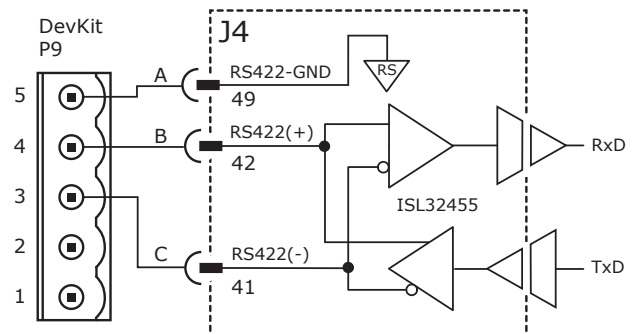 DevKit
P9
J4
5
A
RS422-GND
RS
49
4
B
RS422(+)
42
RxD
3
ISL32455
2
C
RS422(-)
41
TxD
1